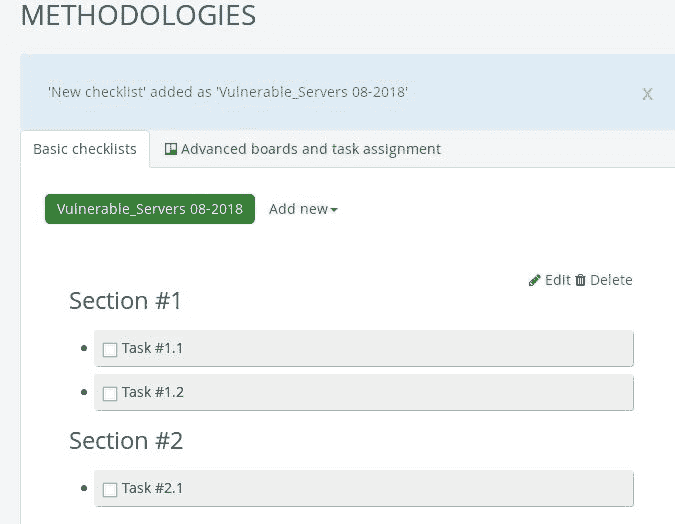 METHODOLOGIES
'New checklist' added as 'Vulnerable_Servers 08-2018'
x
Basic checklists
Advanced boards and task assignment
Vulnerable_Servers 08-2018
Add new
Edit
Delete
Section #1
Task #1.1
Task #1.2
Section #2
Task #2.1